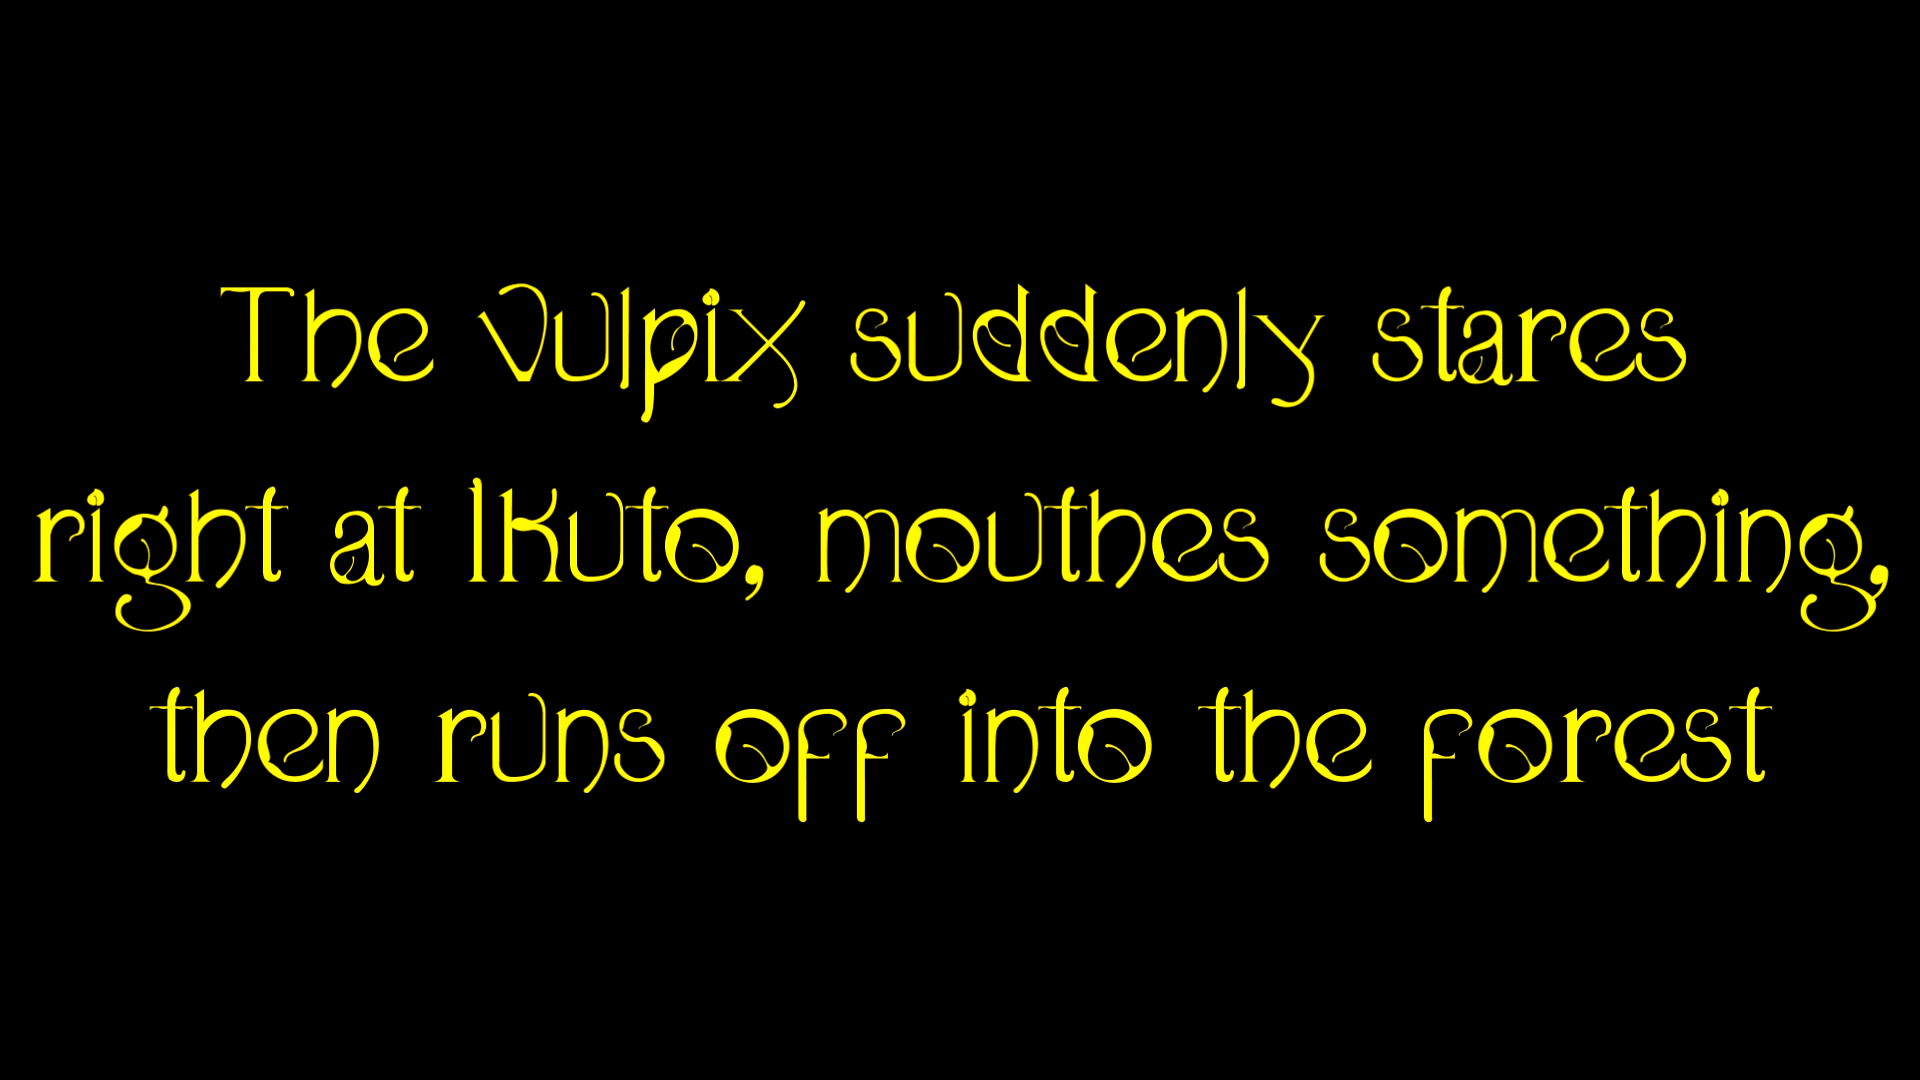 The Vulpix suddenly stares
right at Ikuto, mouthes something,
then runs off into the forest